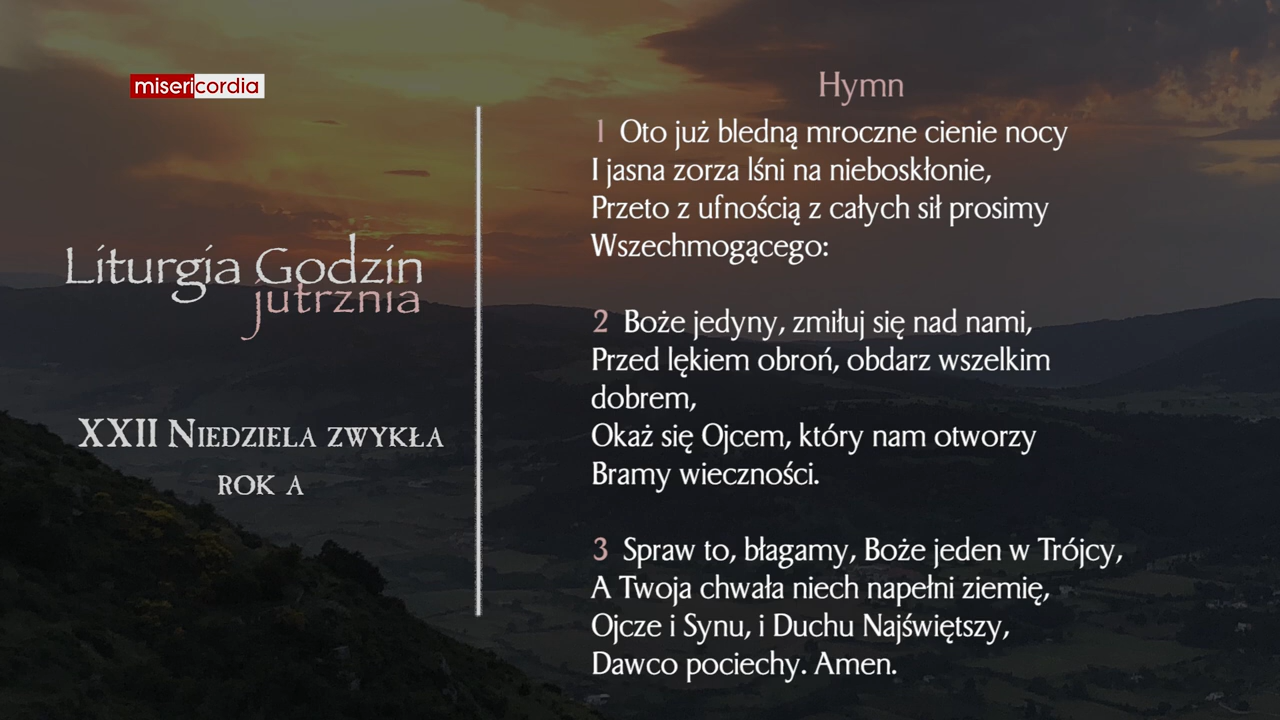 misericordia
Liturgia Godzin
jutrznia
XXII Niedziela zwykła
rok A
Hymn
1 Oto już bledną mroczne cienie nocy
I jasna zorza lśni na nieboskłonie,
Przeto z ufnością z całych sił prosimy
Wszechmogącego:
2 Boże jedyny, zmiłuj się nad nami,
Przed lękiem obroń, obdarz wszelkim
dobrem,
Okaż się Ojcem, który nam otworzy
Bramy wieczności.
3 Spraw to, błagamy, Boże jeden w Trójcy,
A Twoja chwała niech napełni ziemię,
Ojcze i Synu, i Duchu Najświętszy,
Dawco pociechy. Amen.